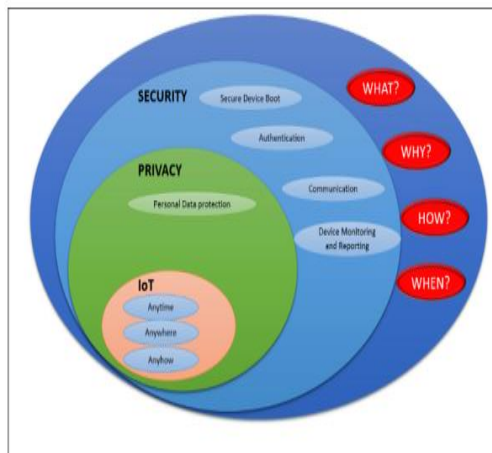 SECURITY
Secure Device Boot
WHAT?
Authentication
WHY?
PRIVACY
Communication
Personal Data protection
HOW?
Device Monitoring
and Reporting
WHEN?
IoT
Anytime
Anywhere
Anyhow